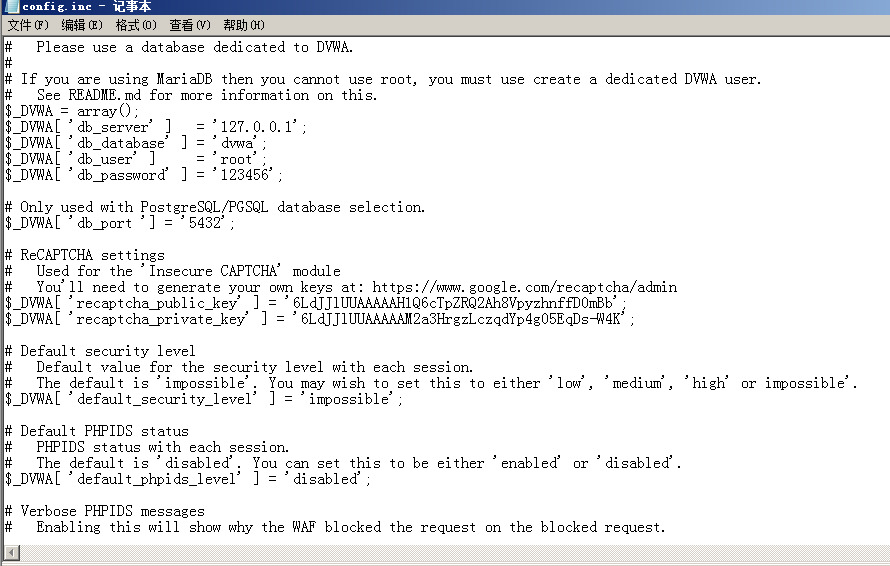 config.inc - 记事本
文件(F) 编辑(E) 格式(O) 查看(V) 帮助(H)
#   Please use a database dedicated to DVWA.
#
# If you are using MariaDB then you cannot use root, you must use create a dedicated DVWA user.
#   See README.md for more information on this.
$_DVWA = array();
$_DVWA[ 'db_server' ]   = '127.0.0.1';
$_DVWA[ 'db_database' ] = 'dvwa';
$_DVWA[ 'db_user' ]     = 'root';
$_DVWA[ 'db_password' ] = '123456';
# Only used with PostgreSQL/PGSQL database selection.
$_DVWA[ 'db_port '] = '5432';
# ReCAPTCHA settings
#   Used for the 'Insecure CAPTCHA' module
#   You'll need to generate your own keys at: https://www.google.com/recaptcha/admin
$_DVWA[ 'recaptcha_public_key' ] = '6LdJJlUUAAAAAH1Q6cTpZRQ2Ah8VpyzhnffD0mBb';
$_DVWA[ 'recaptcha_private_key' ] = '6LdJJlUUAAAAAM2a3HrgzLczqdYp4g05EqDs-W4K';
# Default security level
#   Default value for the security level with each session.
#   The default is 'impossible'. You may wish to set this to either 'low', 'medium', 'high' or impossible'.
$_DVWA[ 'default_security_level' ] = 'impossible';
# Default PHPIDS status
#   PHPIDS status with each session.
#   The default is 'disabled'. You can set this to be either 'enabled' or 'disabled'.
$_DVWA[ 'default_phpids_level' ] = 'disabled';
# Verbose PHPIDS messages
#   Enabling this will show why the WAF blocked the request on the blocked request.